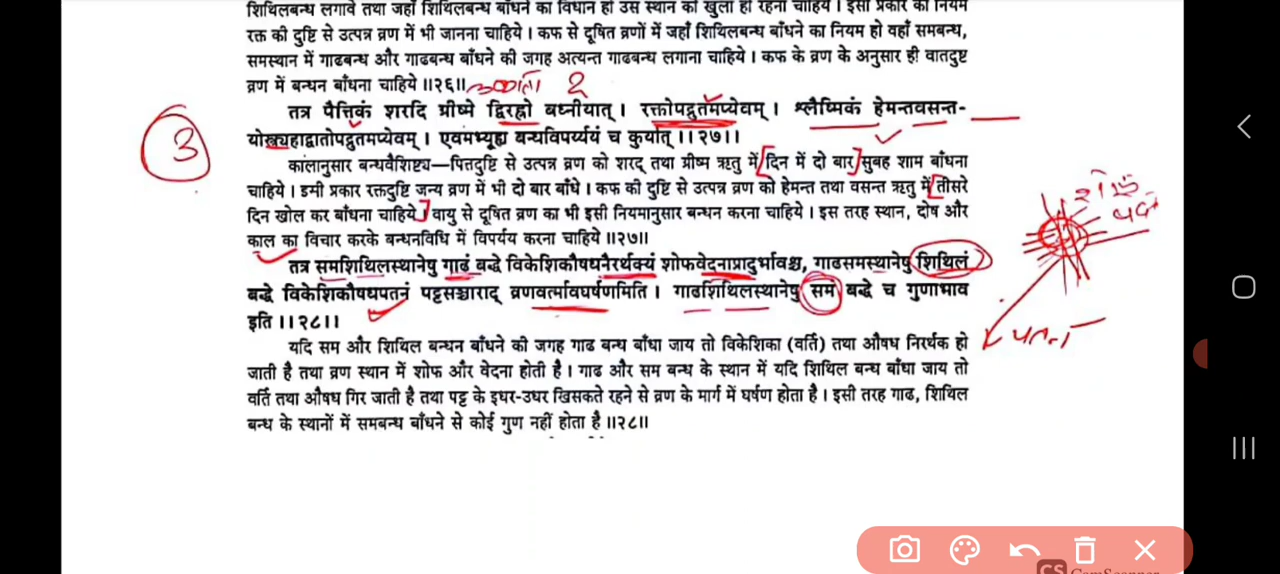 शिथिलबन्ध लगावे तथा जहाँ शिथिलबन्ध बाँधने का विधान हो उस स्थान को खुला ही रहना चाहिये। इसी प्रकार का नियम
रक्त की दुष्टि से उत्पन्न व्रण में भी जानना चाहिये। कफ से दूषित व्रणों में जहाँ शिथिलबन्ध बाँधने का नियम हो वहाँ समबन्ध,
समस्थान में गाढबन्ध और गाढबन्ध बाँधने की जगह अत्यन्त गाढबन्ध लगाना चाहिये। कफ के व्रण के अनुसार ही वातदुष्ट
व्रण में बन्धन बाँधना चाहिये ॥२६॥ 2
तत्र पैत्तिकं शरदि ग्रीष्मे द्विरह्नो बध्नीयात्। रक्तोपद्रुतमप्येवम्। श्लैष्मिकं हेमन्तवसन्त-
3 योस्त्र्यहाद्वातोपद्रुतमप्येवम्। एवमभ्यूह्य बन्धविपर्य्ययं च कुर्यात् ।।२७।।
कालानुसार बन्धवैशिष्ट्य—पित्तदुष्टि से उत्पन्न व्रण को शरद् तथा ग्रीष्म ऋतु में [दिन में दो बार] सुबह शाम बाँधना
चाहिये। इमी प्रकार रक्तदुष्टि जन्य व्रण में भी दो बार बाँधे। कफ की दुष्टि से उत्पन्न व्रण को हेमन्त तथा वसन्त ऋतु में [तीसरे
दिन खोल कर बाँधना चाहिये] वायु से दूषित व्रण का भी इसी नियमानुसार बन्धन करना चाहिये। इस तरह स्थान, दोष और
काल का विचार करके बन्धनविधि में विपर्यय करना चाहिये ॥२७॥
तत्र समशिथिलस्थानेषु गाढं बद्धे विकेशिकौषधनैरर्थक्यं शोफवेदनाप्रादुर्भावश्च, गाढसमस्थानेषु शिथिलं
बद्धे विकेशिकौषधपतनं पट्टसञ्चाराद् व्रणवर्त्मावघर्षणमिति। गाढशिथिलस्थानेषु समं बद्धे च गुणाभाव
इति ।।२८।।
यदि सम और शिथिल बन्धन बाँधने की जगह गाढ बन्ध बाँधा जाय तो विकेशिका (वर्ति) तथा औषध निरर्थक हो
जाती है तथा व्रण स्थान में शोफ और वेदना होती है। गाढ और सम बन्ध के स्थान में यदि शिथिल बन्ध बाँधा जाय तो
वर्ति तथा औषध गिर जाती है तथा पट्ट के इधर-उधर खिसकते रहने से व्रण के मार्ग में घर्षण होता है। इसी तरह गाढ, शिथिल
बन्ध के स्थानों में समबन्ध बाँधने से कोई गुण नहीं होता है ॥२८॥
CS CamScanner